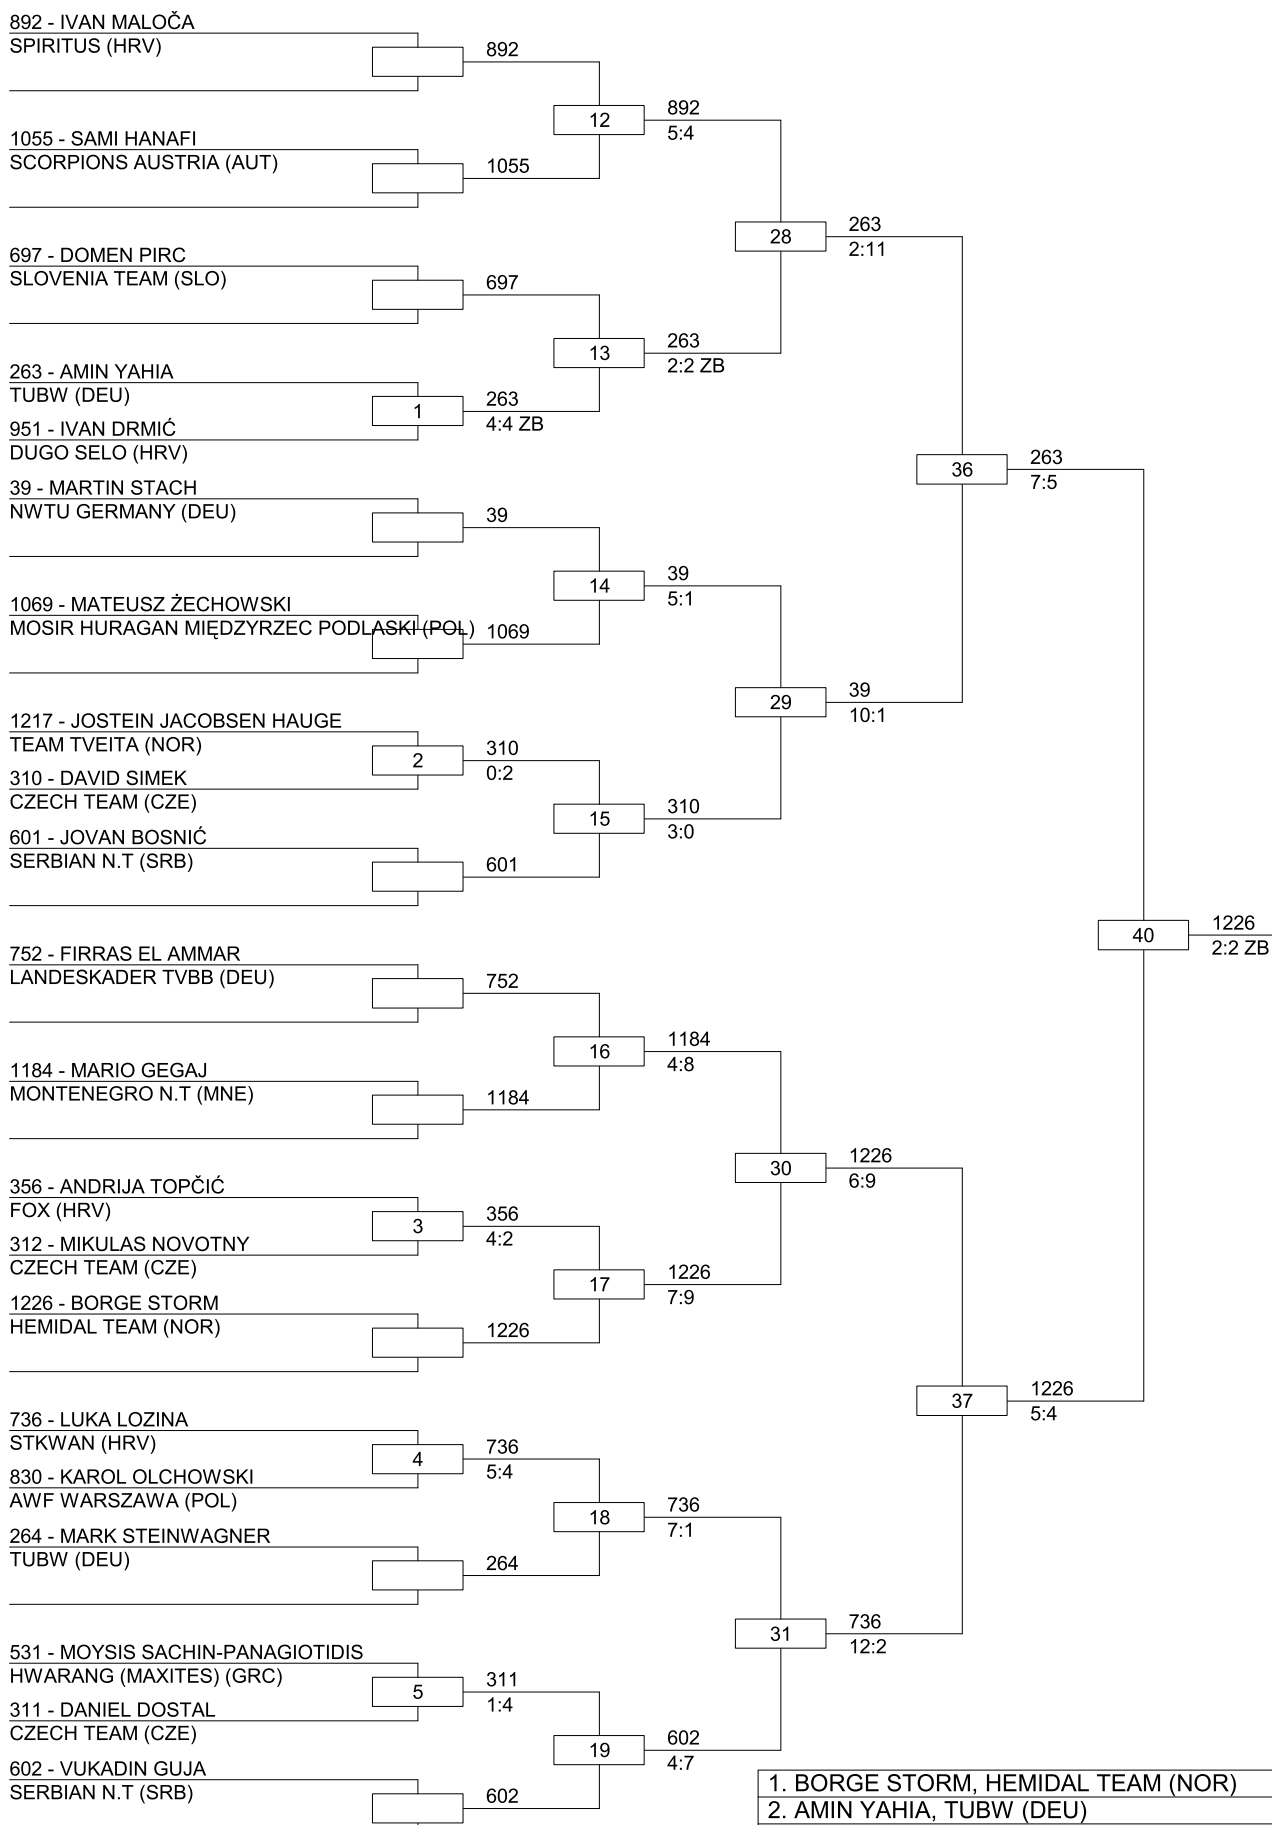 892 - IVAN MALOČA
SPIRITUS (HRV)
892
12
892
5:4
1055 - SAMI HANAFI
SCORPIONS AUSTRIA (AUT)
1055
28
263
2:11
697 - DOMEN PIRC
SLOVENIA TEAM (SLO)
697
13
263
2:2 ZB
263 - AMIN YAHIA
TUBW (DEU)
1
263
4:4 ZB
951 - IVAN DRMIĆ
DUGO SELO (HRV)
36
263
7:5
39 - MARTIN STACH
NWTU GERMANY (DEU)
39
14
39
5:1
1069 - MATEUSZ ŻECHOWSKI
MOSIR HURAGAN MIĘDZYRZEC PODLASKI (POL)
1069
29
39
10:1
1217 - JOSTEIN JACOBSEN HAUGE
TEAM TVEITA (NOR)
2
310
0:2
310 - DAVID SIMEK
CZECH TEAM (CZE)
15
310
3:0
601 - JOVAN BOSNIĆ
SERBIAN N.T (SRB)
601
40
1226
2:2 ZB
752 - FIRRAS EL AMMAR
LANDESKADER TVBB (DEU)
752
16
1184
4:8
1184 - MARIO GEGAJ
MONTENEGRO N.T (MNE)
1184
30
1226
6:9
356 - ANDRIJA TOPČIĆ
FOX (HRV)
3
356
4:2
312 - MIKULAS NOVOTNY
CZECH TEAM (CZE)
17
1226
7:9
1226 - BORGE STORM
HEMIDAL TEAM (NOR)
1226
37
1226
5:4
736 - LUKA LOZINA
STKWAN (HRV)
4
736
5:4
830 - KAROL OLCHOWSKI
AWF WARSZAWA (POL)
18
736
7:1
264 - MARK STEINWAGNER
TUBW (DEU)
264
31
736
12:2
531 - MOYSIS SACHIN-PANAGIOTIDIS
HWARANG (MAXITES) (GRC)
5
311
1:4
311 - DANIEL DOSTAL
CZECH TEAM (CZE)
19
602
4:7
602 - VUKADIN GUJA
SERBIAN N.T (SRB)
602
1. BORGE STORM, HEMIDAL TEAM (NOR)
2. AMIN YAHIA, TUBW (DEU)